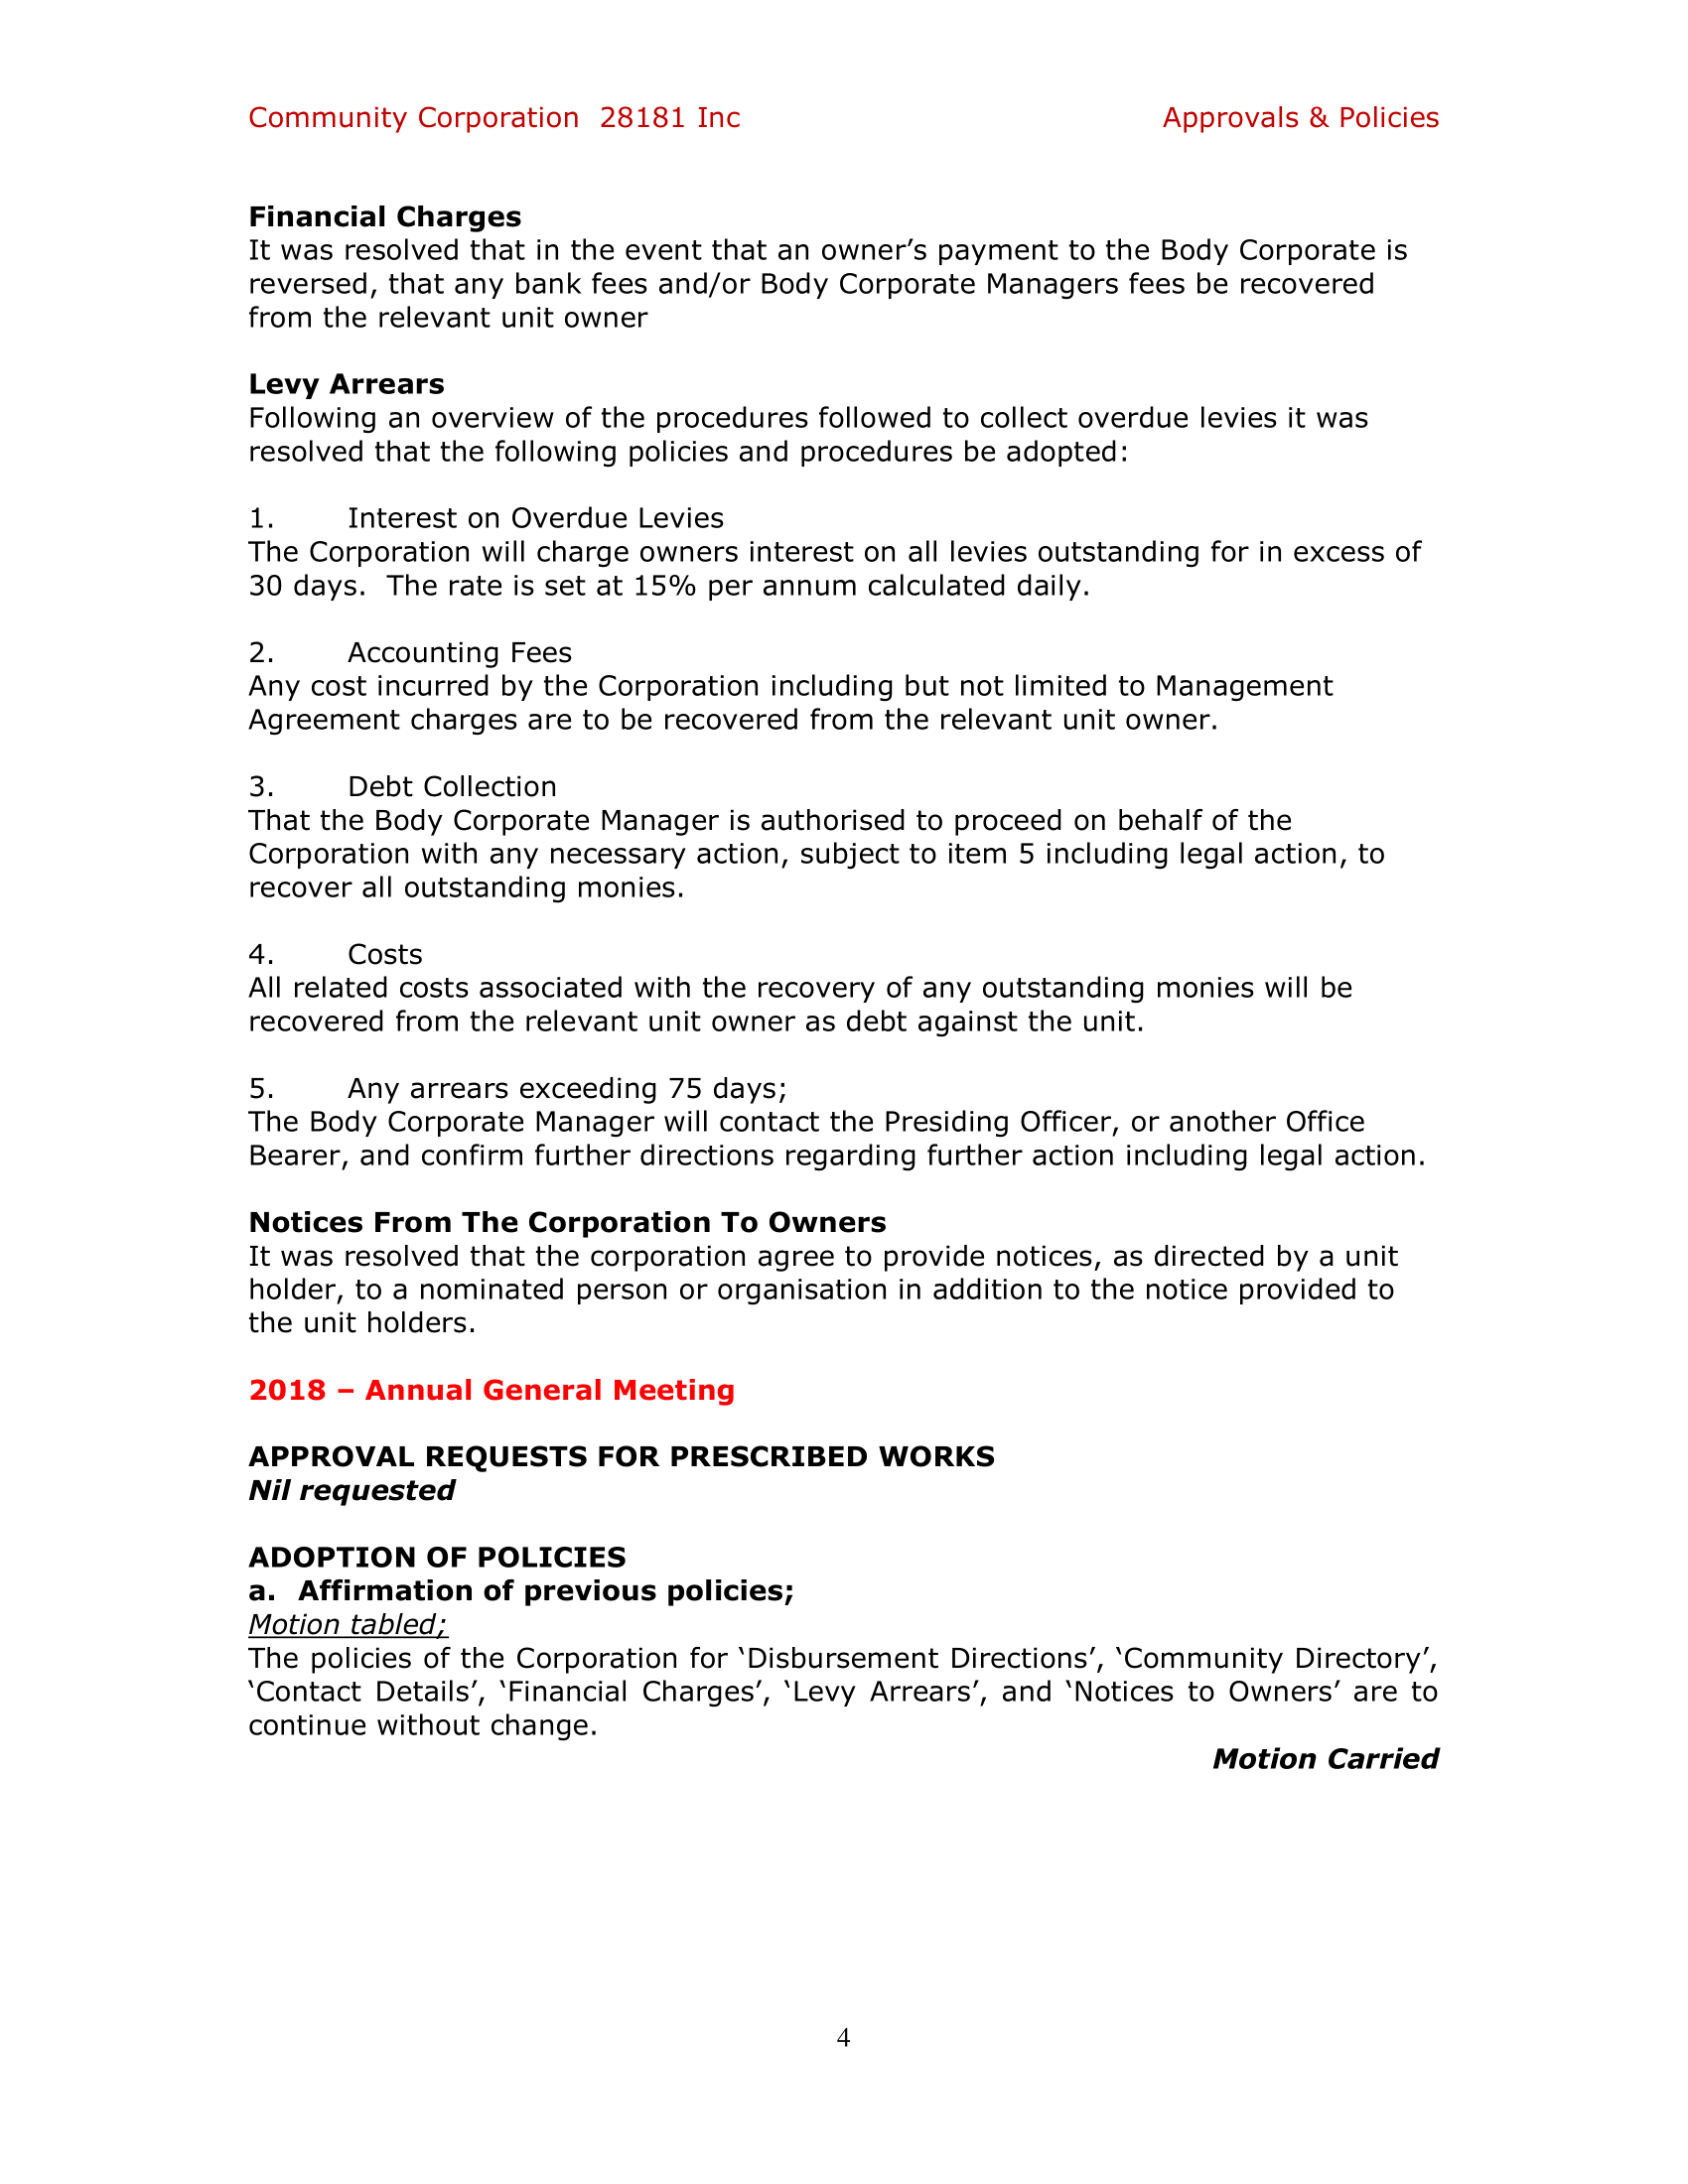 Community Corporation  28181 Inc    Approvals & Policies
Financial Charges
It was resolved that in the event that an owner’s payment to the Body Corporate is
reversed, that any bank fees and/or Body Corporate Managers fees be recovered
from the relevant unit owner
Levy Arrears
Following an overview of the procedures followed to collect overdue levies it was
resolved that the following policies and procedures be adopted:
1.    Interest on Overdue Levies
The Corporation will charge owners interest on all levies outstanding for in excess of
30 days.  The rate is set at 15% per annum calculated daily.
2.    Accounting Fees
Any cost incurred by the Corporation including but not limited to Management
Agreement charges are to be recovered from the relevant unit owner.
3.    Debt Collection
That the Body Corporate Manager is authorised to proceed on behalf of the
Corporation with any necessary action, subject to item 5 including legal action, to
recover all outstanding monies.
4.    Costs
All related costs associated with the recovery of any outstanding monies will be
recovered from the relevant unit owner as debt against the unit.
5.    Any arrears exceeding 75 days;
The Body Corporate Manager will contact the Presiding Officer, or another Office
Bearer, and confirm further directions regarding further action including legal action.
Notices From The Corporation To Owners
It was resolved that the corporation agree to provide notices, as directed by a unit
holder, to a nominated person or organisation in addition to the notice provided to
the unit holders.
2018 – Annual General Meeting
APPROVAL REQUESTS FOR PRESCRIBED WORKS
Nil requested
ADOPTION OF POLICIES
a.  Affirmation of previous policies;
Motion tabled;
The policies of the Corporation for ‘Disbursement Directions’, ‘Community Directory’,
‘Contact Details’, ‘Financial Charges’, ‘Levy Arrears’, and ‘Notices to Owners’ are to
continue without change.
Motion Carried
4